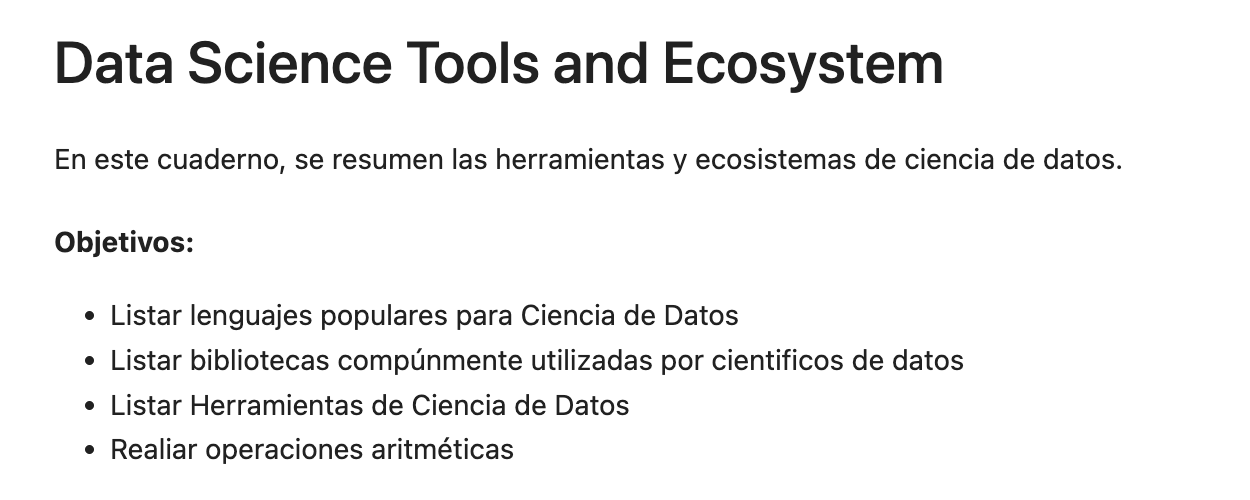 Data Science Tools and Ecosystem
En este cuaderno, se resumen las herramientas y ecosistemas de ciencia de datos.
Objetivos:
• Listar lenguajes populares para Ciencia de Datos
• Listar bibliotecas compúnmente utilizadas por cientificos de datos
• Listar Herramientas de Ciencia de Datos
• Realiar operaciones aritméticas